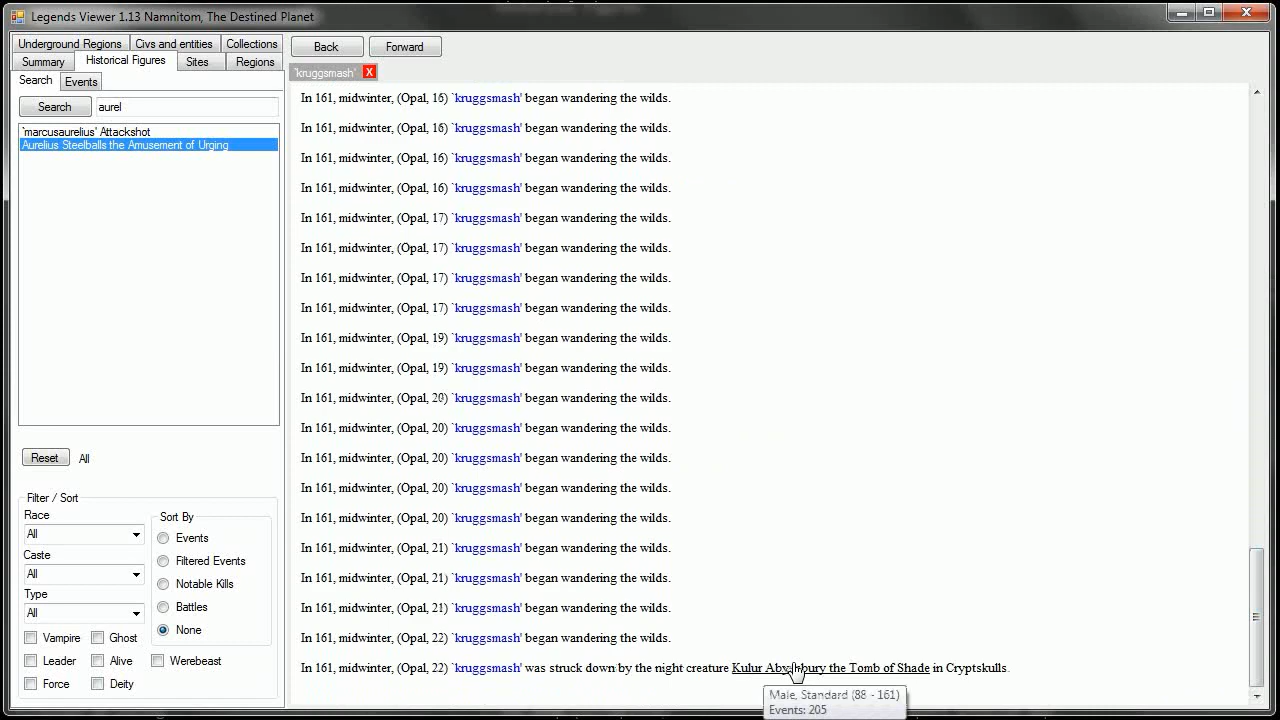 Legends Viewer 1.13 Namnitom, The Destined Planet
Underground Regions Civs and entities Collections
Summary Historical Figures Sites Regions
Search Events
Search aurel
`marcusaurelius' Attackshot
Aurelius Steelballs the Amusement of Urging
Reset All
Filter / Sort
Race
All
Caste
All
Type
All
Vampire Ghost
Leader Alive Werebeast
Force Deity
Sort By
Events
Filtered Events
Notable Kills
Battles
None
Back Forward
`kruggsmash' X
In 161, midwinter, (Opal, 16) `kruggsmash' began wandering the wilds.
In 161, midwinter, (Opal, 16) `kruggsmash' began wandering the wilds.
In 161, midwinter, (Opal, 16) `kruggsmash' began wandering the wilds.
In 161, midwinter, (Opal, 16) `kruggsmash' began wandering the wilds.
In 161, midwinter, (Opal, 17) `kruggsmash' began wandering the wilds.
In 161, midwinter, (Opal, 17) `kruggsmash' began wandering the wilds.
In 161, midwinter, (Opal, 17) `kruggsmash' began wandering the wilds.
In 161, midwinter, (Opal, 17) `kruggsmash' began wandering the wilds.
In 161, midwinter, (Opal, 19) `kruggsmash' began wandering the wilds.
In 161, midwinter, (Opal, 19) `kruggsmash' began wandering the wilds.
In 161, midwinter, (Opal, 20) `kruggsmash' began wandering the wilds.
In 161, midwinter, (Opal, 20) `kruggsmash' began wandering the wilds.
In 161, midwinter, (Opal, 20) `kruggsmash' began wandering the wilds.
In 161, midwinter, (Opal, 20) `kruggsmash' began wandering the wilds.
In 161, midwinter, (Opal, 20) `kruggsmash' began wandering the wilds.
In 161, midwinter, (Opal, 21) `kruggsmash' began wandering the wilds.
In 161, midwinter, (Opal, 21) `kruggsmash' began wandering the wilds.
In 161, midwinter, (Opal, 21) `kruggsmash' began wandering the wilds.
In 161, midwinter, (Opal, 22) `kruggsmash' began wandering the wilds.
In 161, midwinter, (Opal, 22) `kruggsmash' was struck down by the night creature Kulur the Tomb of Shade in Cryptskulls.
Male, Standard (88 - 161)
Events: 205